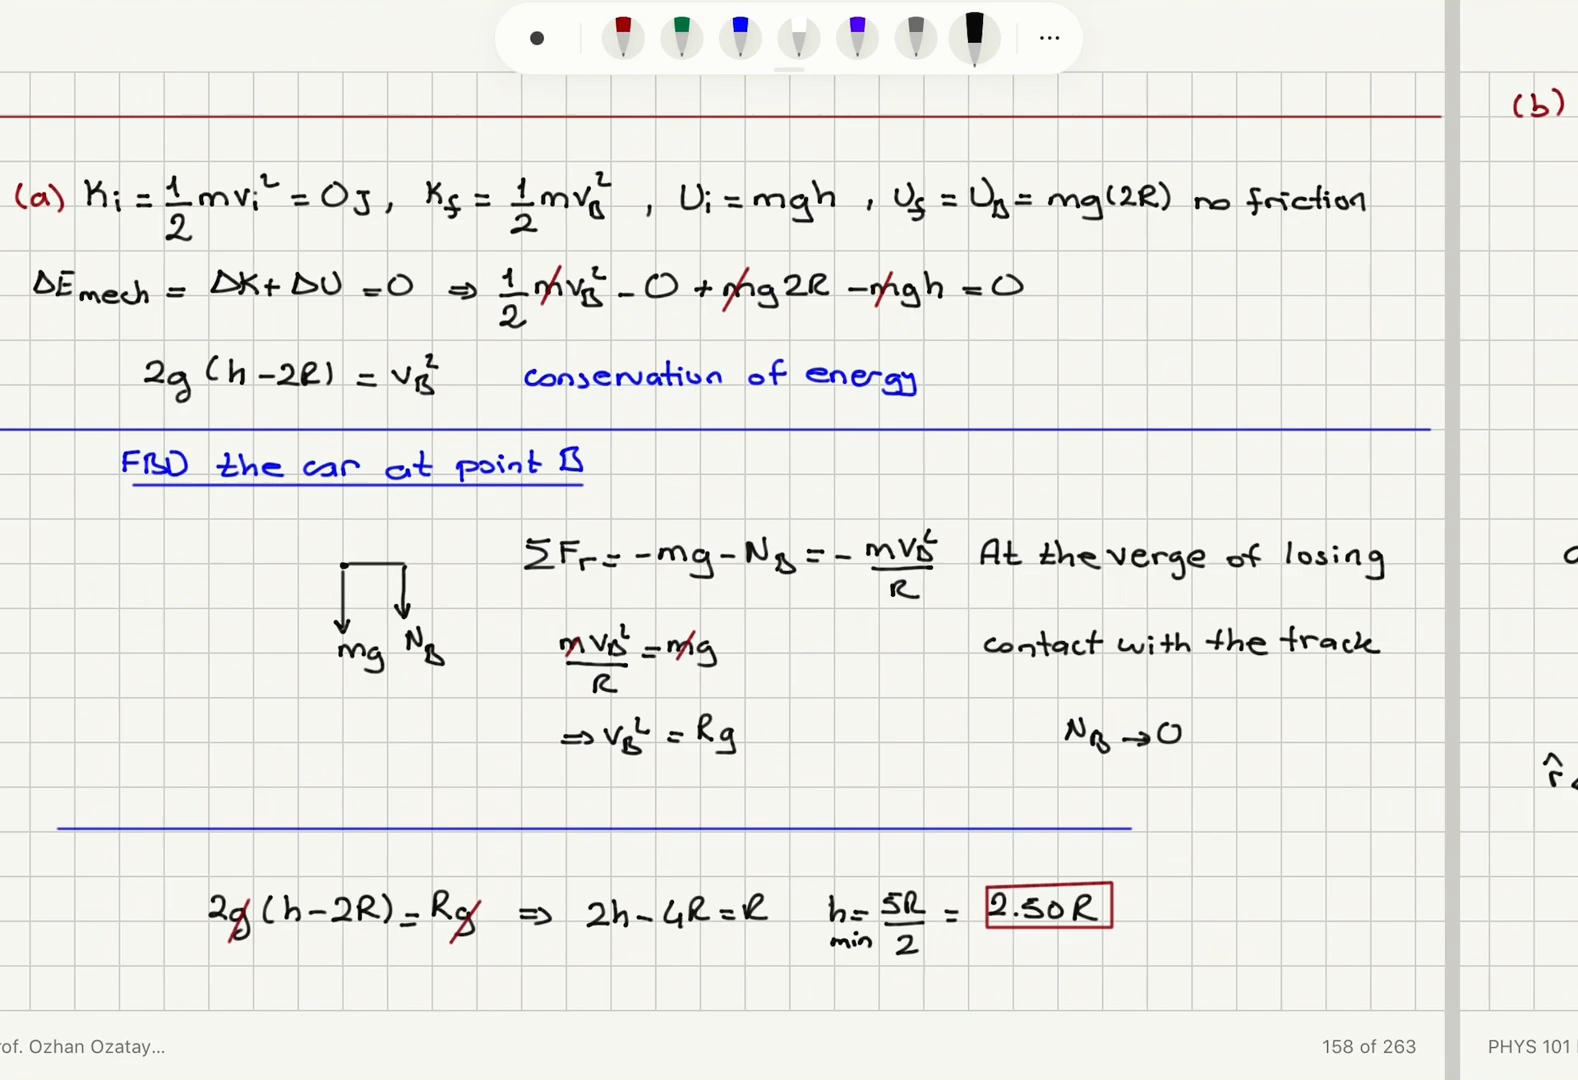 (b)
(a) Ki = 1/2 mvi² = 0J, Kf = 1/2 mvB², Ui = mgh, Uf = UB = mg(2R) no friction
ΔEmech = ΔK + ΔU = 0 ⇒ 1/2 mvB² - 0 + mg2R - mgh = 0
2g(h-2R) = vB² conservation of energy
FBD the car at point B
ΣFr = -mg - NB = - mvB²/R At the verge of losing
mg NB mvB²/R = mg contact with the track
⇒ vB² = Rg NB → 0
r̂
2g(h-2R) = Rg ⇒ 2h - 4R = R hmin = 5R/2 = 2.50R
rof. Ozhan Ozatay... 158 of 263 PHYS 101